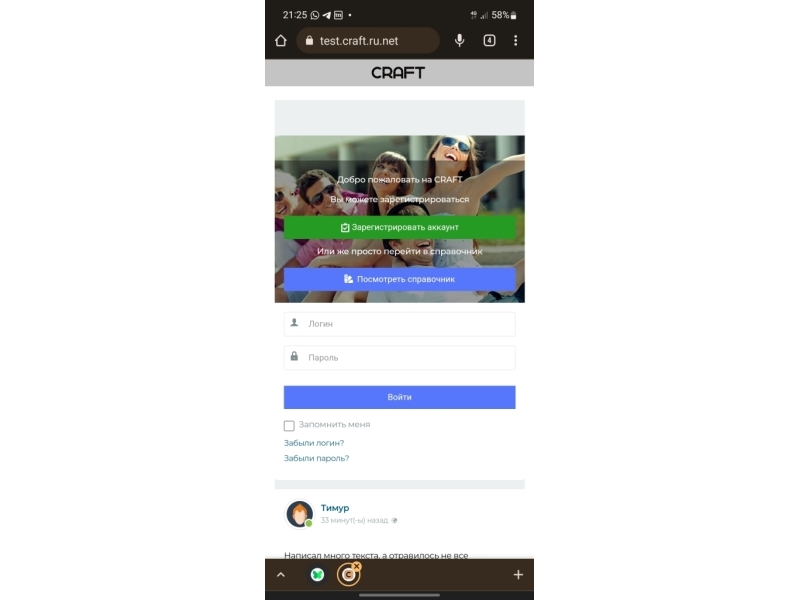 21:25
4G
58%
test.craft.ru.net
4
CRAFT
Добро пожаловать на CRAFT
Вы можете зарегистрироваться
Зарегистрировать аккаунт
Или же просто перейти в справочник
Посмотреть справочник
Логин
Пароль
Войти
Запомнить меня
Забыли логин?
Забыли пароль?
Тимур
33 минут(-ы) назад
Написал много текста, а отравилось не все
C